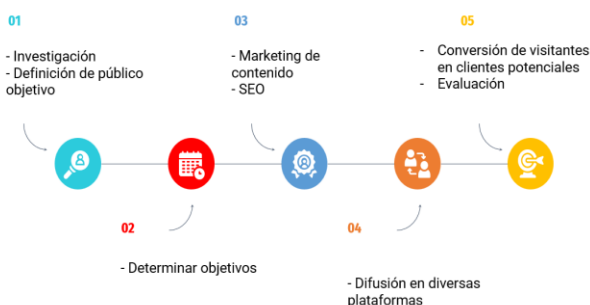 01
- Investigación
- Definición de público
objetivo
02
- Determinar objetivos
03
- Marketing de
contenido
- SEO
04
- Difusión en diversas
plataformas
05
- Conversión de visitantes
en clientes potenciales
- Evaluación